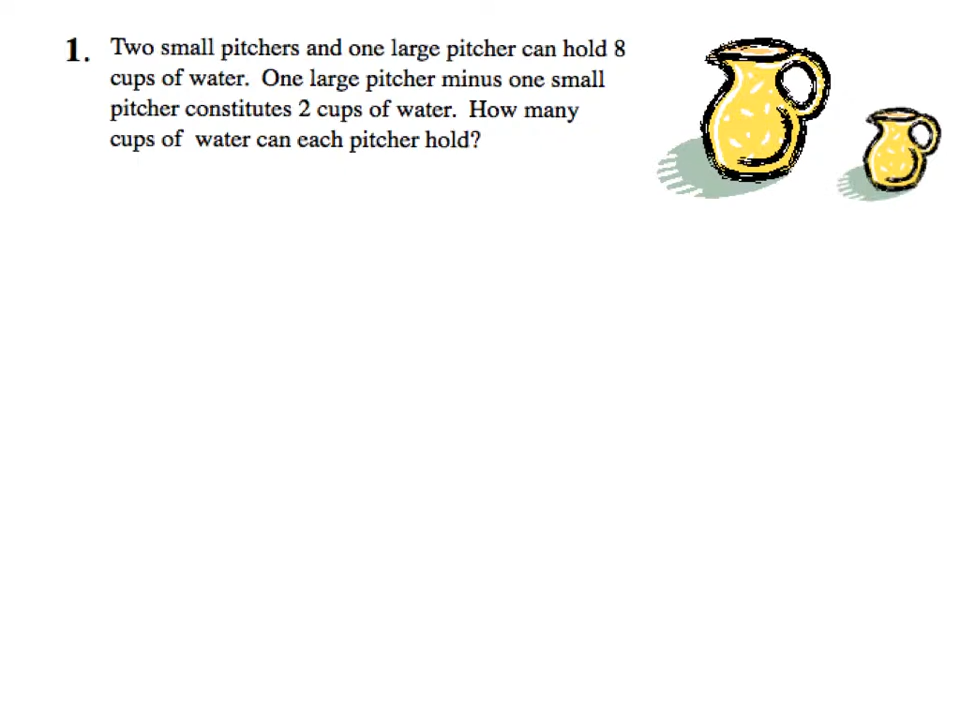 1. Two small pitchers and one large pitcher can hold 8
cups of water.  One large pitcher minus one small
pitcher constitutes 2 cups of water.  How many
cups of  water can each pitcher hold?